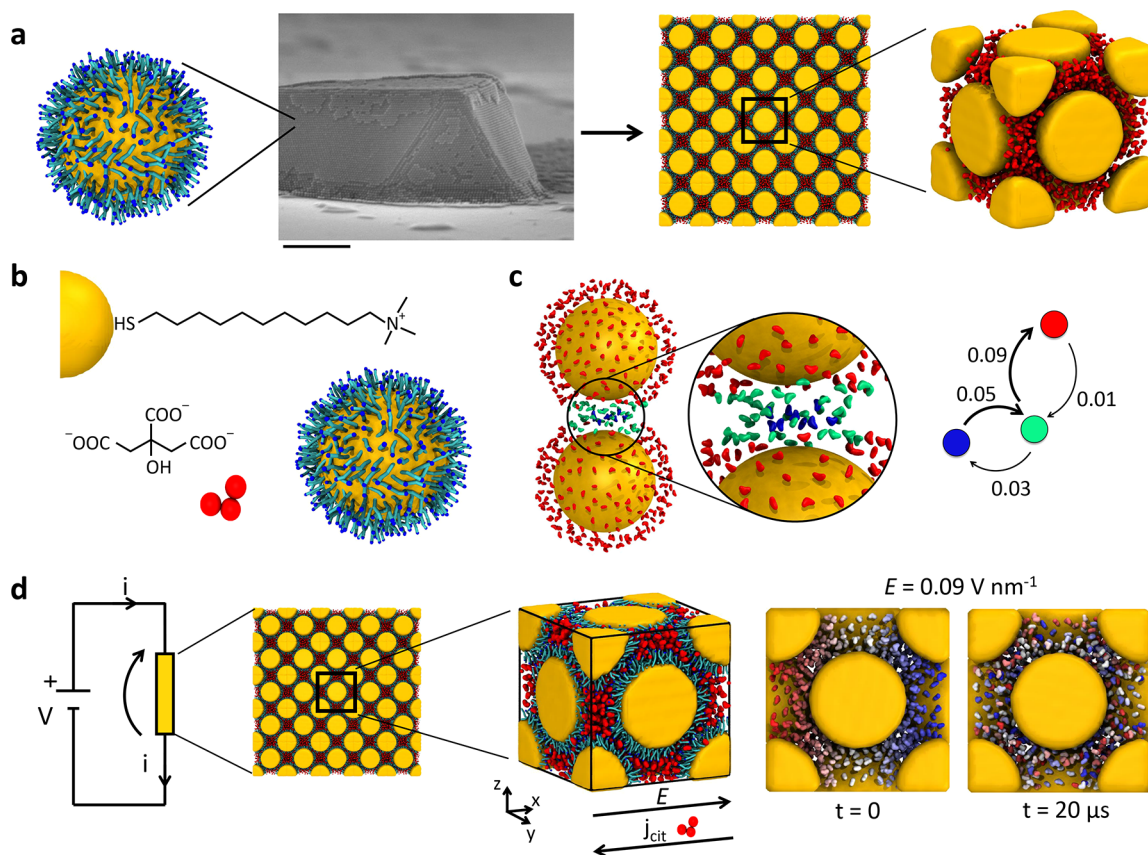 a
b
HS
N+
COO−
−OOC
COO−
OH
c
0.09
0.05
0.01
0.03
d
i
+
V
i
z
x
y
E
jcit
E = 0.09 V nm-1
t = 0
t = 20 µs